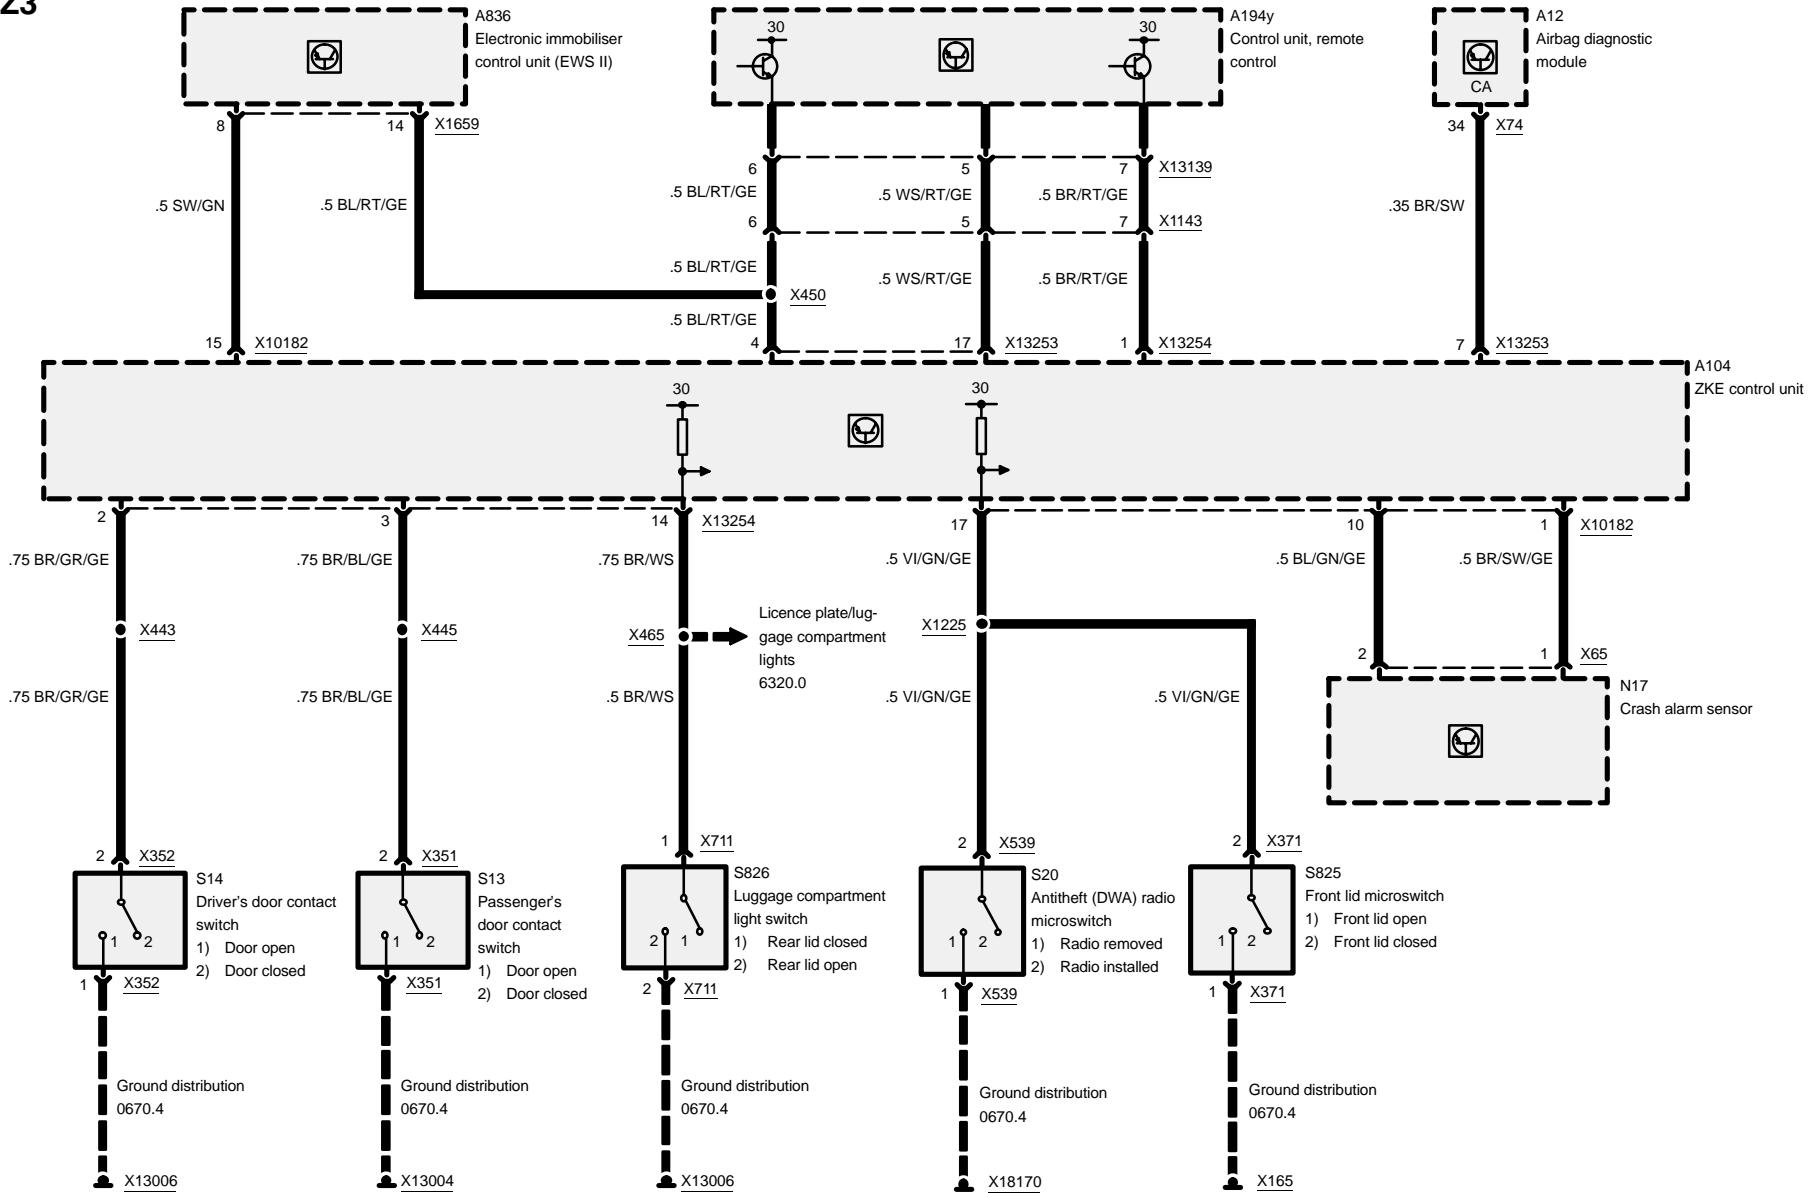 Z3
A836
Electronic immobiliser
control unit (EWS II)
30
30
A194y
Control unit, remote
control
A12
Airbag diagnostic
module
CA
8
14
X1659
34
X74
6
5
7
X13139
.5 SW/GN
.5 BL/RT/GE
.5 BL/RT/GE
.5 WS/RT/GE
.5 BR/RT/GE
.35 BR/SW
6
5
7
X1143
.5 BL/RT/GE
.5 WS/RT/GE
.5 BR/RT/GE
X450
.5 BL/RT/GE
15
X10182
4
17
X13253
1
X13254
7
X13253
A104
ZKE control unit
30
30
2
3
14
X13254
17
10
1
X10182
.75 BR/GR/GE
.75 BR/BL/GE
.75 BR/WS
.5 VI/GN/GE
.5 BL/GN/GE
.5 BR/SW/GE
X443
X445
X465
Licence plate/lug-
gage compartment
lights
6320.0
X1225
2
1
X65
.75 BR/GR/GE
.75 BR/BL/GE
.5 BR/WS
.5 VI/GN/GE
.5 VI/GN/GE
N17
Crash alarm sensor
2
X352
2
X351
1
X711
2
X539
2
X371
S14
Driver's door contact
switch
1) Door open
2) Door closed
1
2
S13
Passenger's
door contact
switch
1) Door open
2) Door closed
1
2
S826
Luggage compartment
light switch
1) Rear lid closed
2) Rear lid open
2
1
S20
Antitheft (DWA) radio
microswitch
1) Radio removed
2) Radio installed
1
2
S825
Front lid microswitch
1) Front lid open
2) Front lid closed
1
2
1
X352
X351
2
X711
1
X539
1
X371
Ground distribution
0670.4
Ground distribution
0670.4
Ground distribution
0670.4
Ground distribution
0670.4
Ground distribution
0670.4
X13006
X13004
X13006
X18170
X165